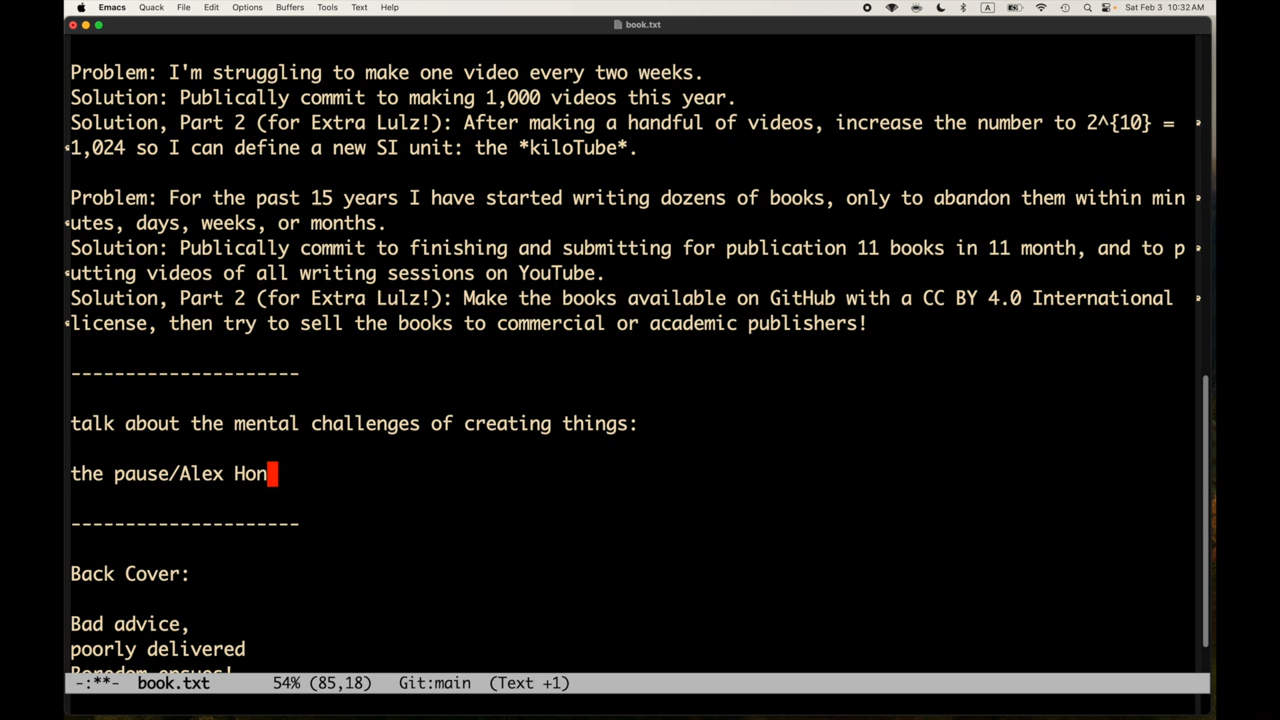 Emacs Quack File Edit Options Buffers Tools Text Help A Sat Feb 3 10:32 AM
book.txt
Problem: I'm struggling to make one video every two weeks.
Solution: Publically commit to making 1,000 videos this year.
Solution, Part 2 (for Extra Lulz!): After making a handful of videos, increase the number to 2^{10} =
1,024 so I can define a new SI unit: the *kiloTube*.
Problem: For the past 15 years I have started writing dozens of books, only to abandon them within min
utes, days, weeks, or months.
Solution: Publically commit to finishing and submitting for publication 11 books in 11 month, and to p
utting videos of all writing sessions on YouTube.
Solution, Part 2 (for Extra Lulz!): Make the books available on GitHub with a CC BY 4.0 International
license, then try to sell the books to commercial or academic publishers!
---------------------
talk about the mental challenges of creating things:
the pause/Alex Hon
---------------------
Back Cover:
Bad advice,
poorly delivered
Boredom ensues!
-:**- book.txt 54% (85,18) Git:main (Text +1)